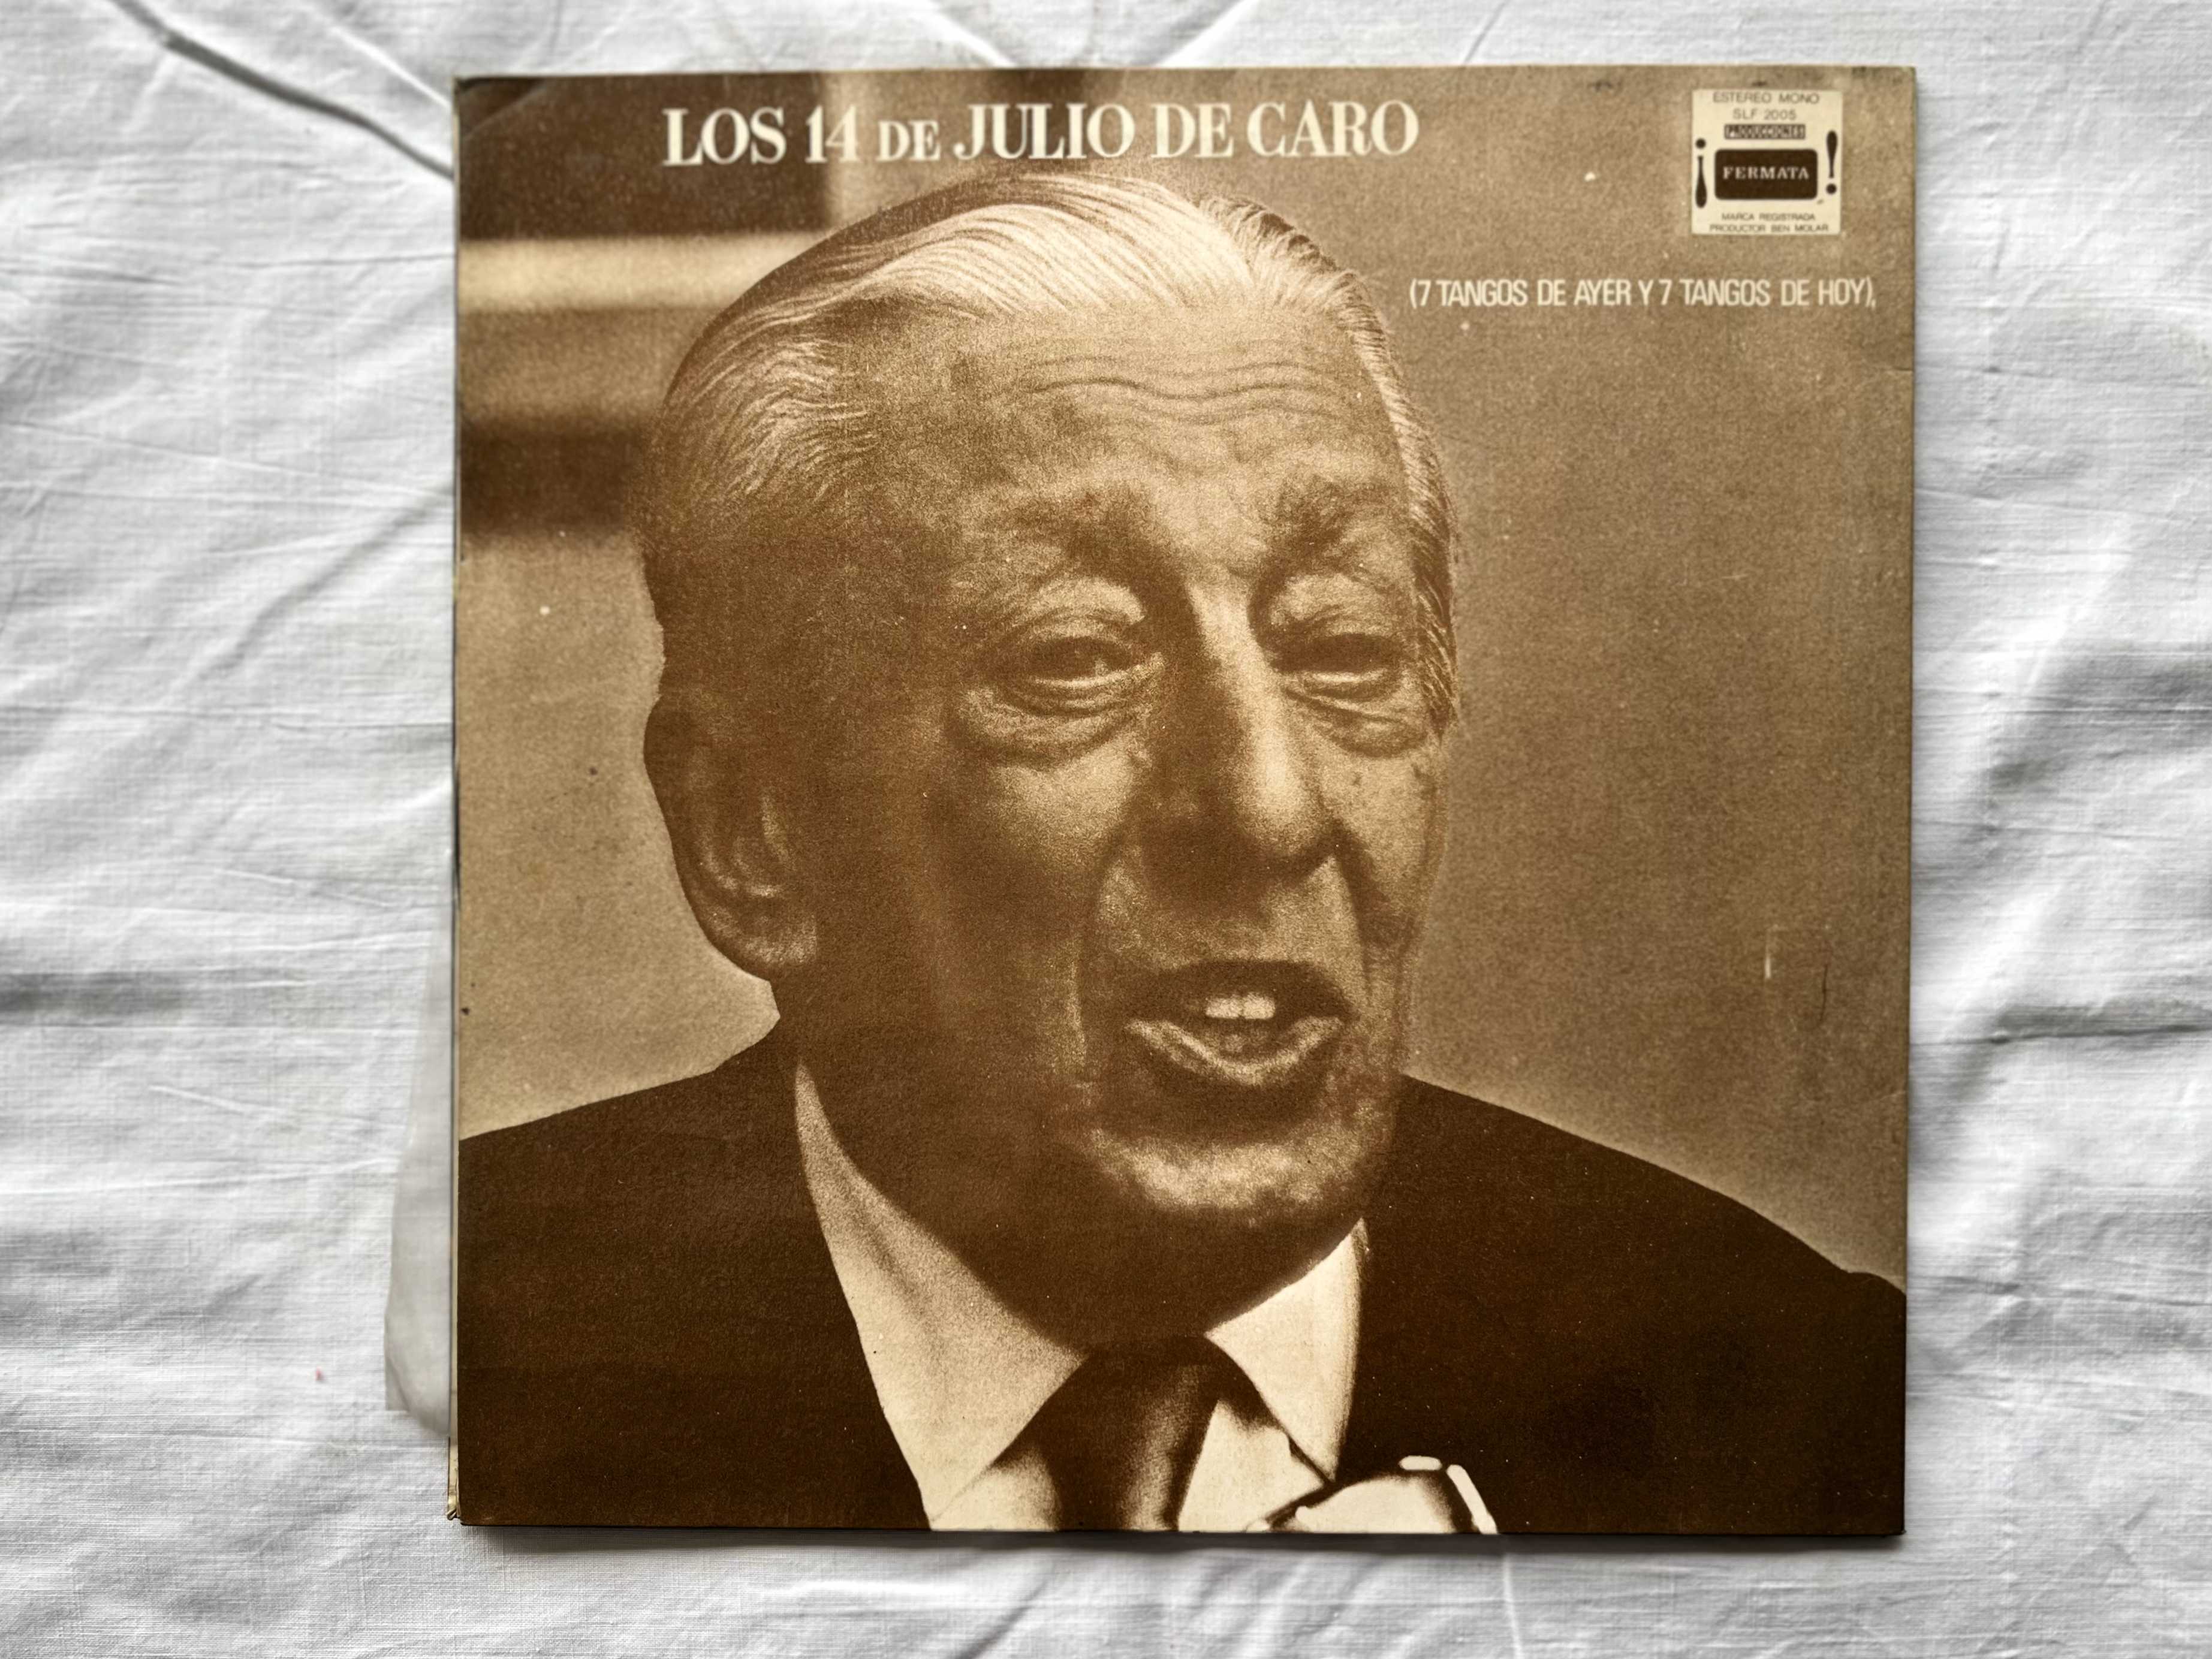 LOS 14 DE JULIO DE CARO
ESTEREO MONO
SLF 2005
PRODUCCIONES
¡FERMATA!
MARCA REGISTRADA
PRODUCTOR BEN MOLAR
(7 TANGOS DE AYER Y 7 TANGOS DE HOY),